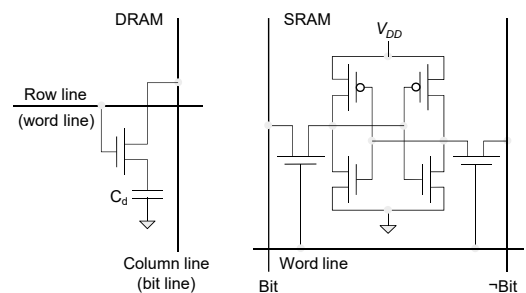 DRAM
Row line
(word line)
Cd
Column line
(bit line)
SRAM
VDD
Word line
Bit
¬Bit